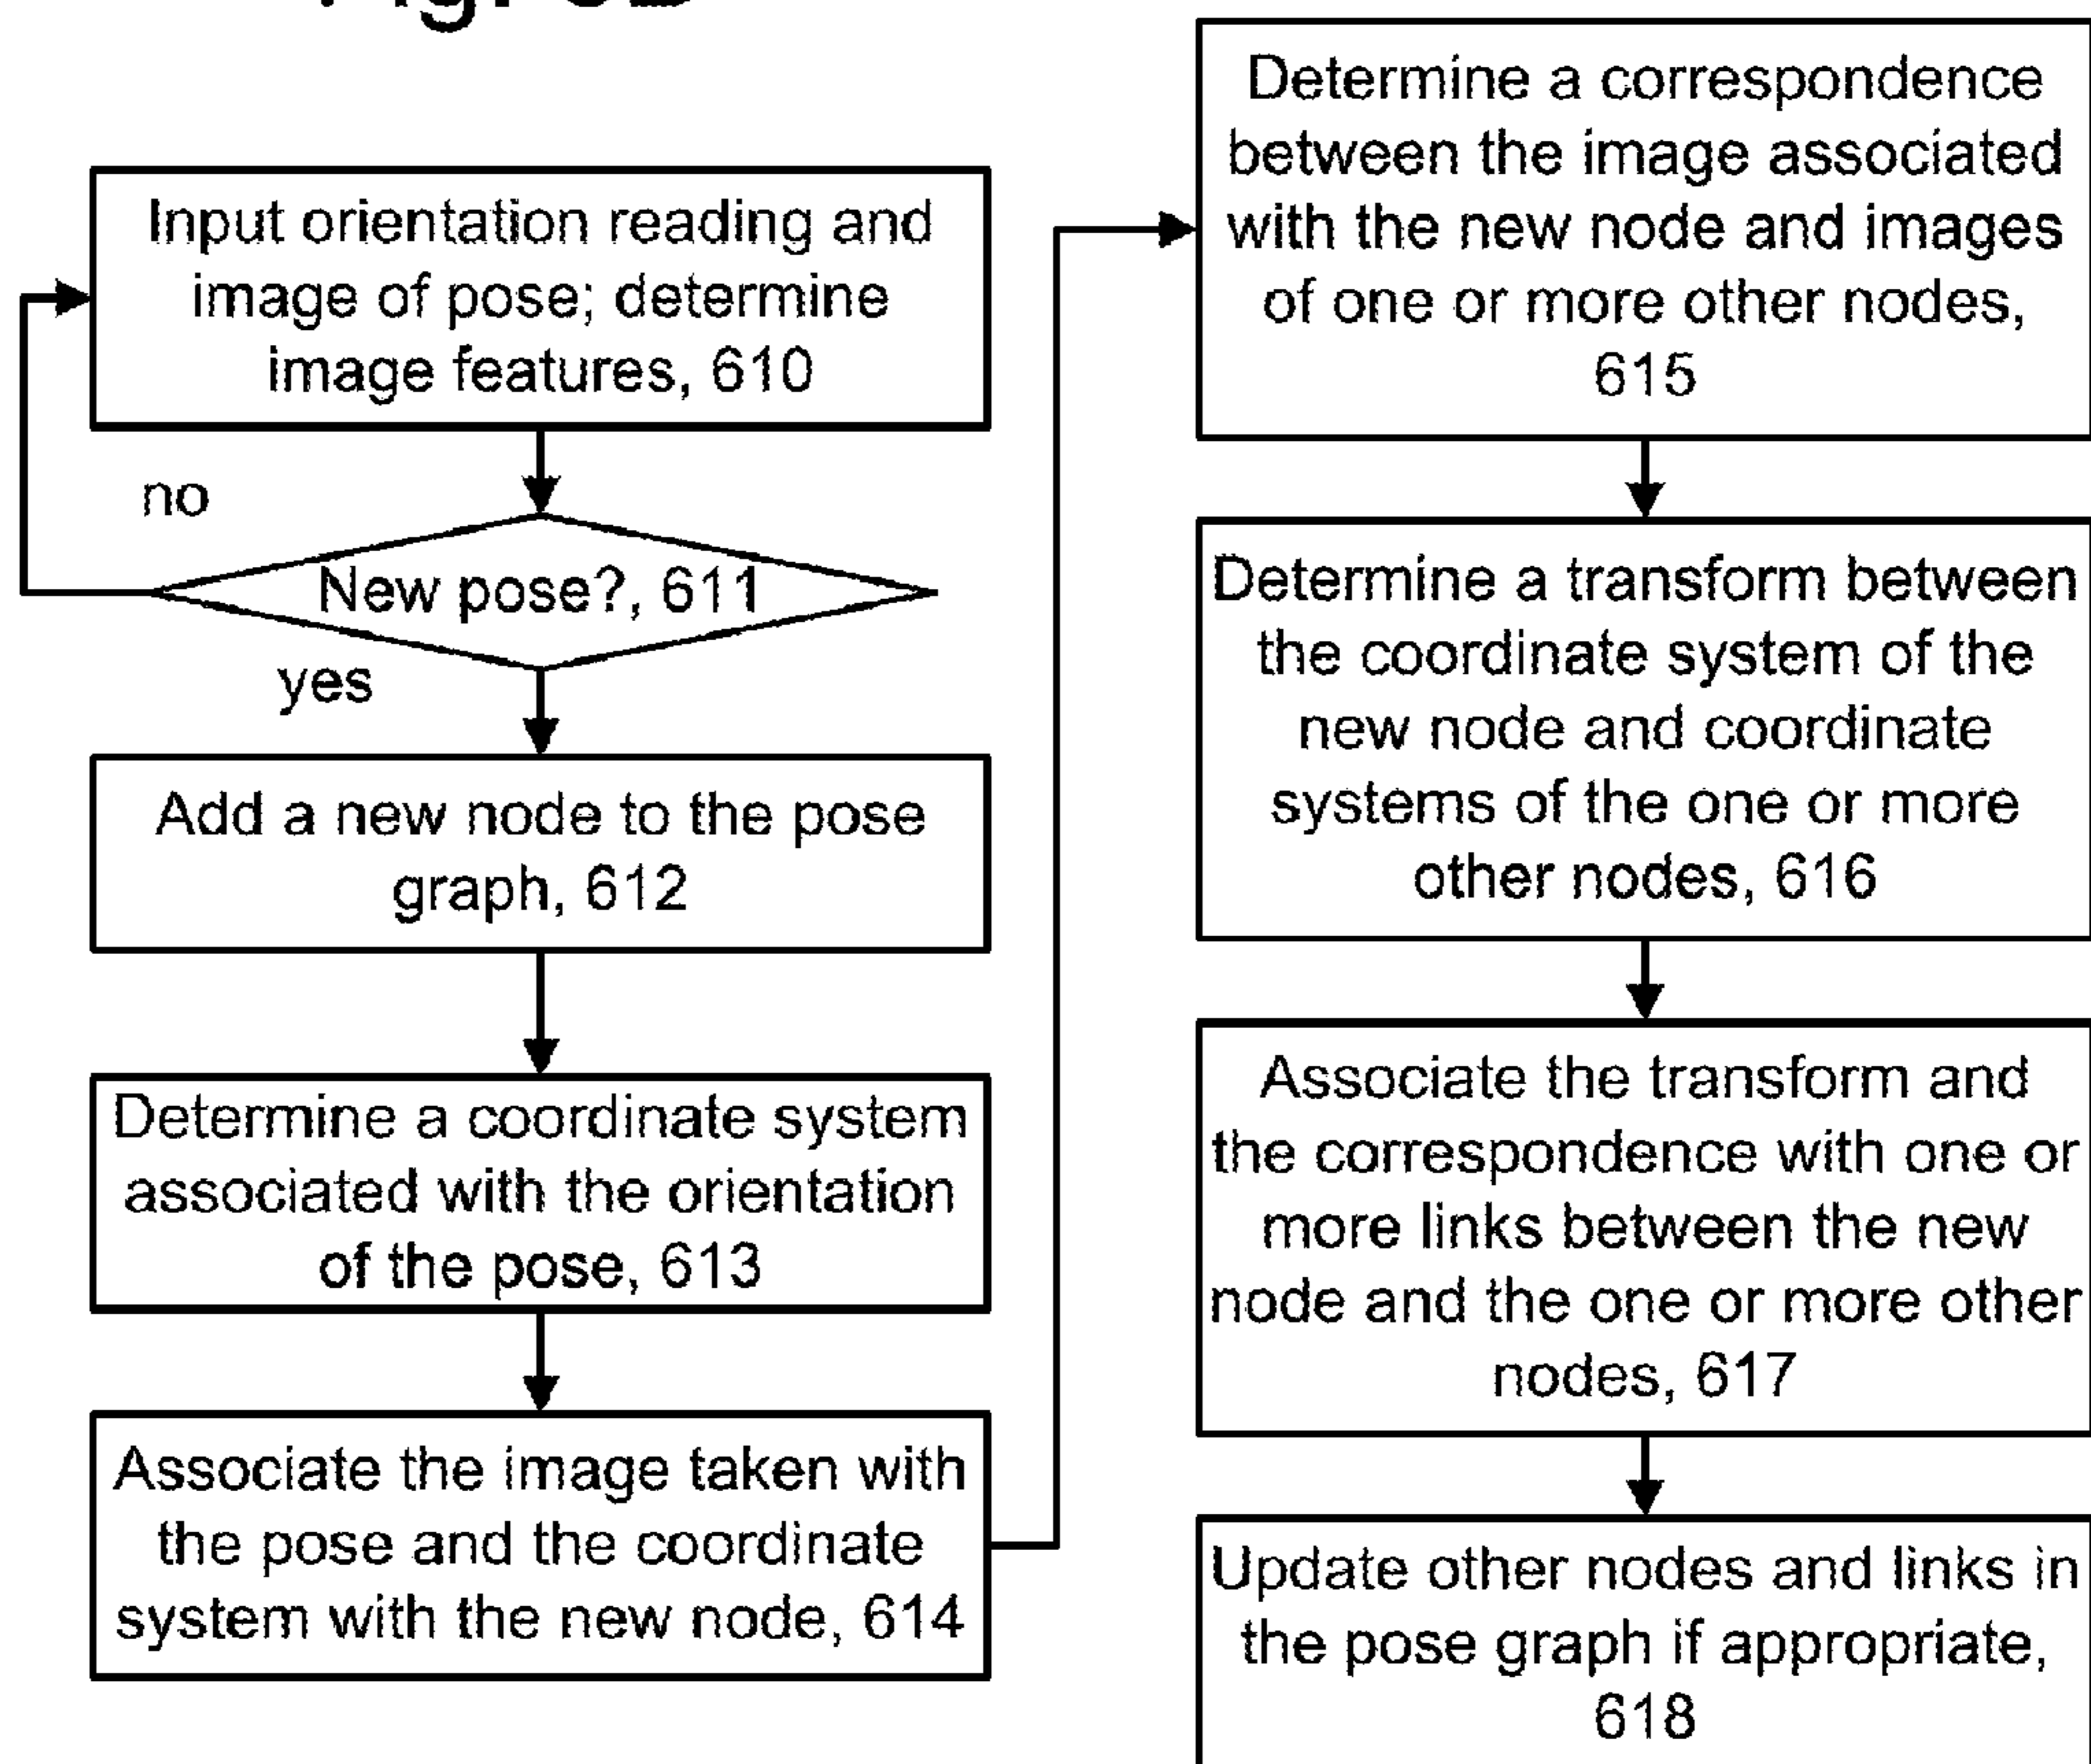 Input orientation reading and
image of pose; determine
image features, 610
no
New pose?, 611
yes
Add a new node to the pose
graph, 612
Determine a coordinate system
associated with the orientation
of the pose, 613
Associate the image taken with
the pose and the coordinate
system with the new node, 614
Determine a correspondence
between the image associated
with the new node and images
of one or more other nodes,
615
Determine a transform between
the coordinate system of the
new node and coordinate
systems of the one or more
other nodes, 616
Associate the transform and
the correspondence with one or
more links between the new
node and the one or more other
nodes, 617
Update other nodes and links in
the pose graph if appropriate,
618